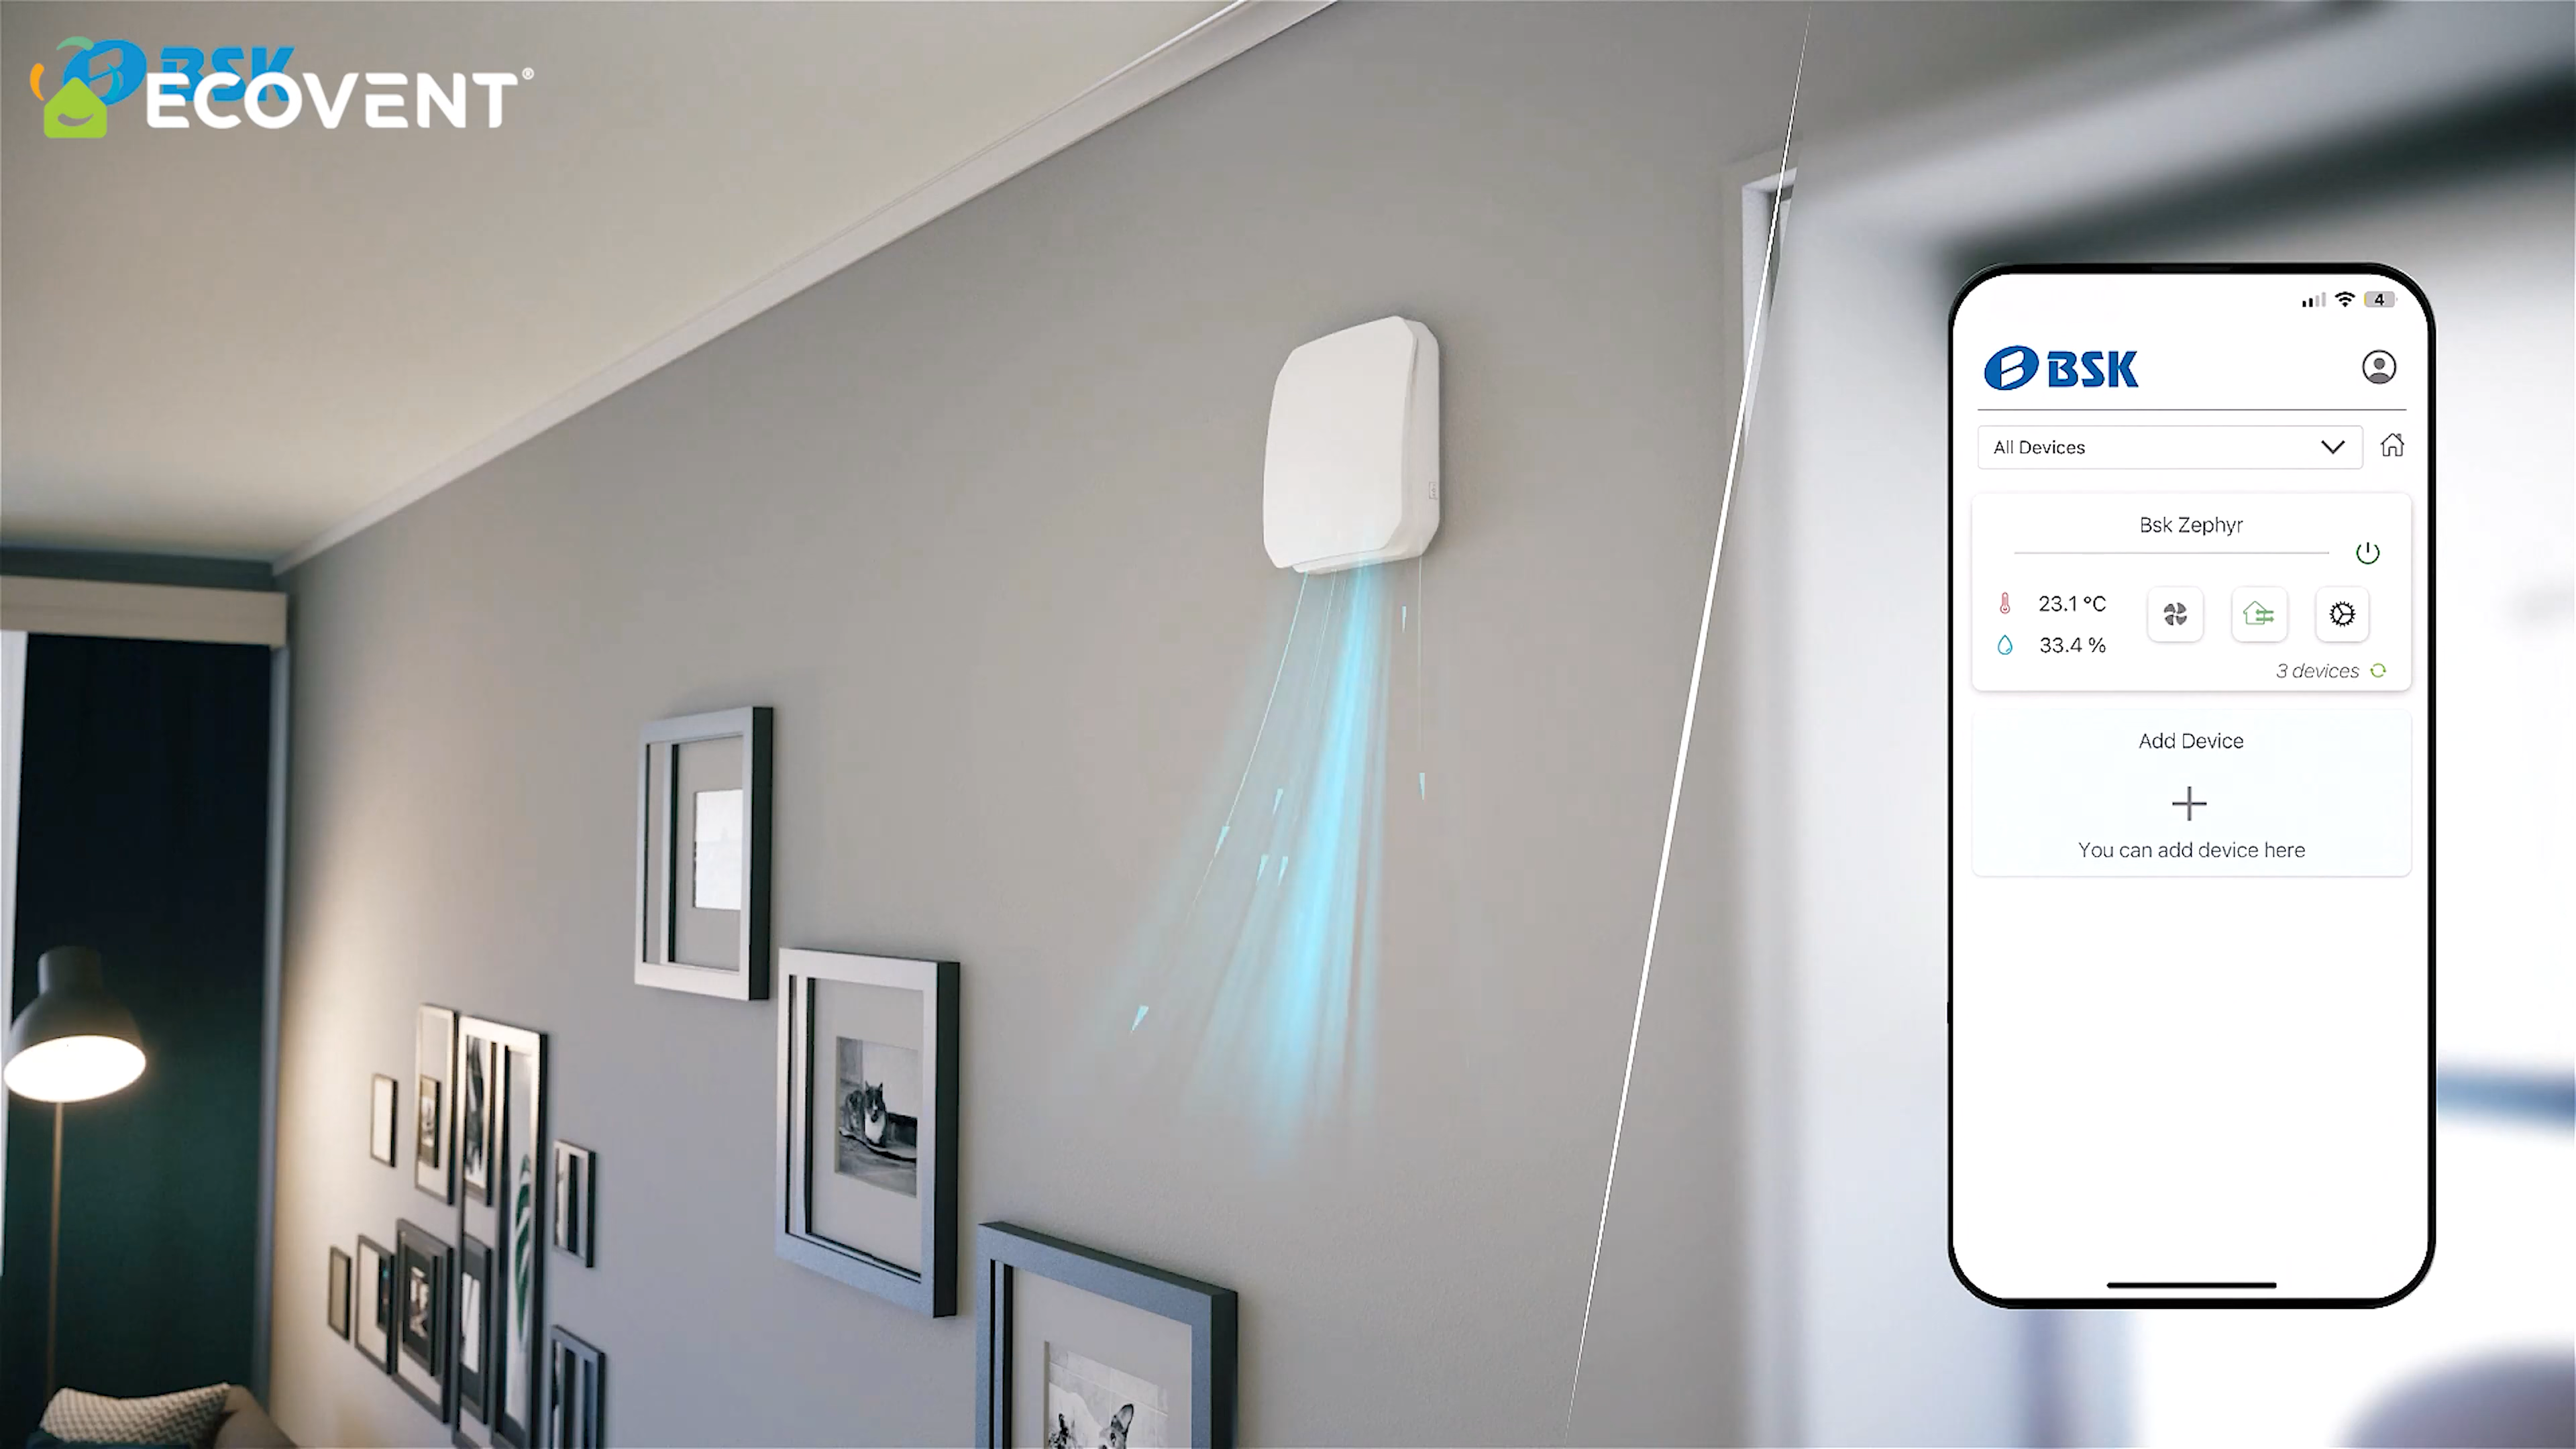 BSK
ECOVENT®
4
BSK
All Devices
Bsk Zephyr
23.1 °C
33.4 %
3 devices
Add Device
You can add device here